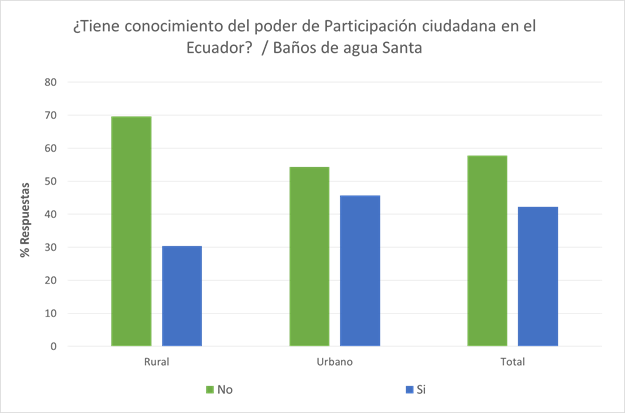 ¿Tiene conocimiento del poder de Participación ciudadana en el
Ecuador?  / Baños de agua Santa
80
70
60
50
40
30
20
10
0
% Respuestas
Rural
Urbano
Total
No
Si